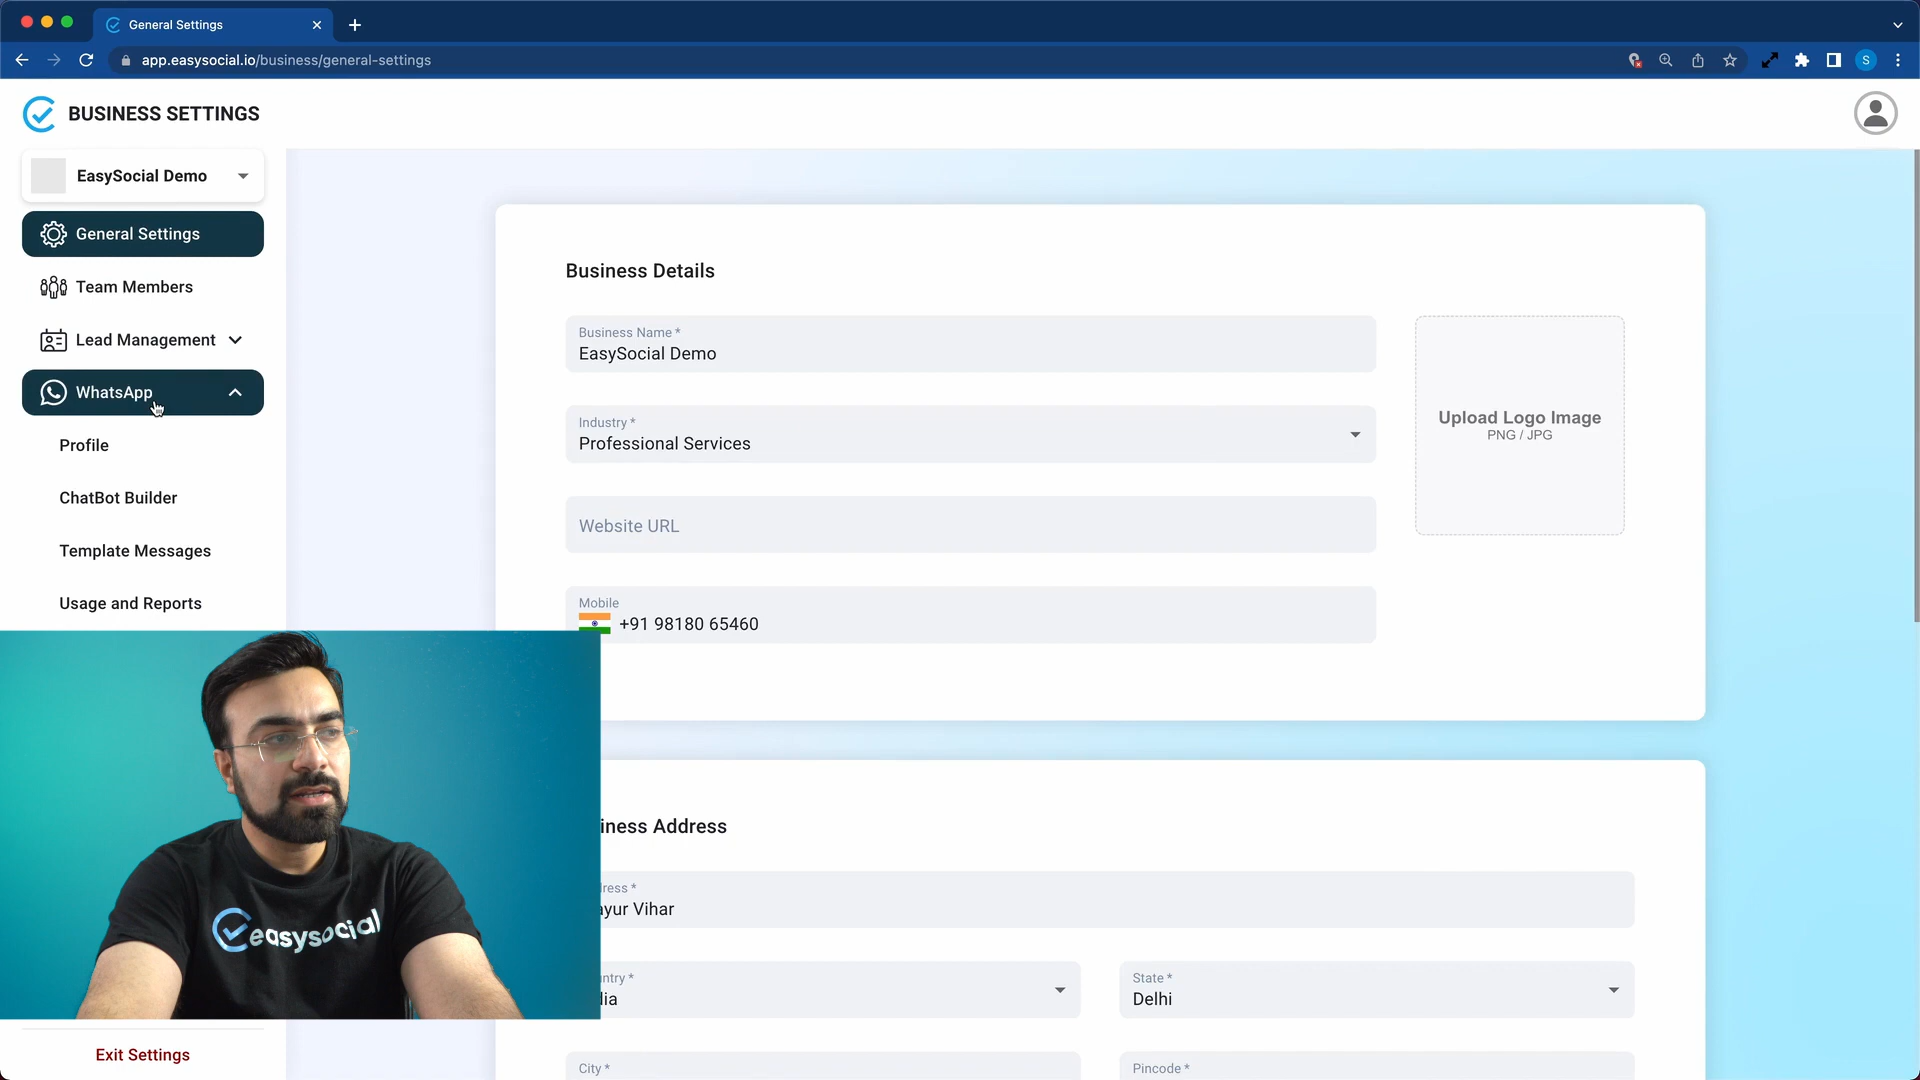 General Settings
app.easysocial.io/business/general-settings
S
BUSINESS SETTINGS
EasySocial Demo
General Settings
Team Members
Lead Management
WhatsApp
Profile
ChatBot Builder
Template Messages
Usage and Reports
Exit Settings
Business Details
Business Name *
EasySocial Demo
Industry *
Professional Services
Website URL
Mobile
+91 98180 65460
Upload Logo Image
PNG / JPG
iness Address
ress *
ayur Vihar
ntry *
lia
State *
Delhi
City *
Pincode *
easysocial